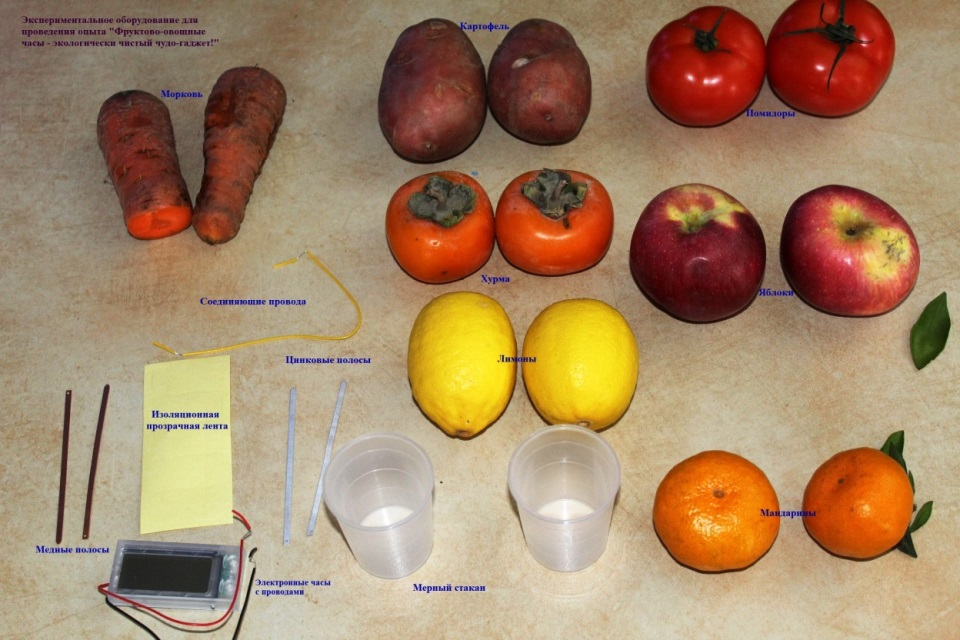 Экспериментальное оборудование для
проведения опыта "Фруктово-овощные
часы - экологически чистый чудо-гаджет!"
Картофель
Морковь
Помидоры
Хурма
Яблоки
Соединяющие провода
Цинковые полосы
Лимоны
Изоляционная
прозрачная лента
Мандарины
Медные полосы
Электронные часы
с проводами
Мерный стакан